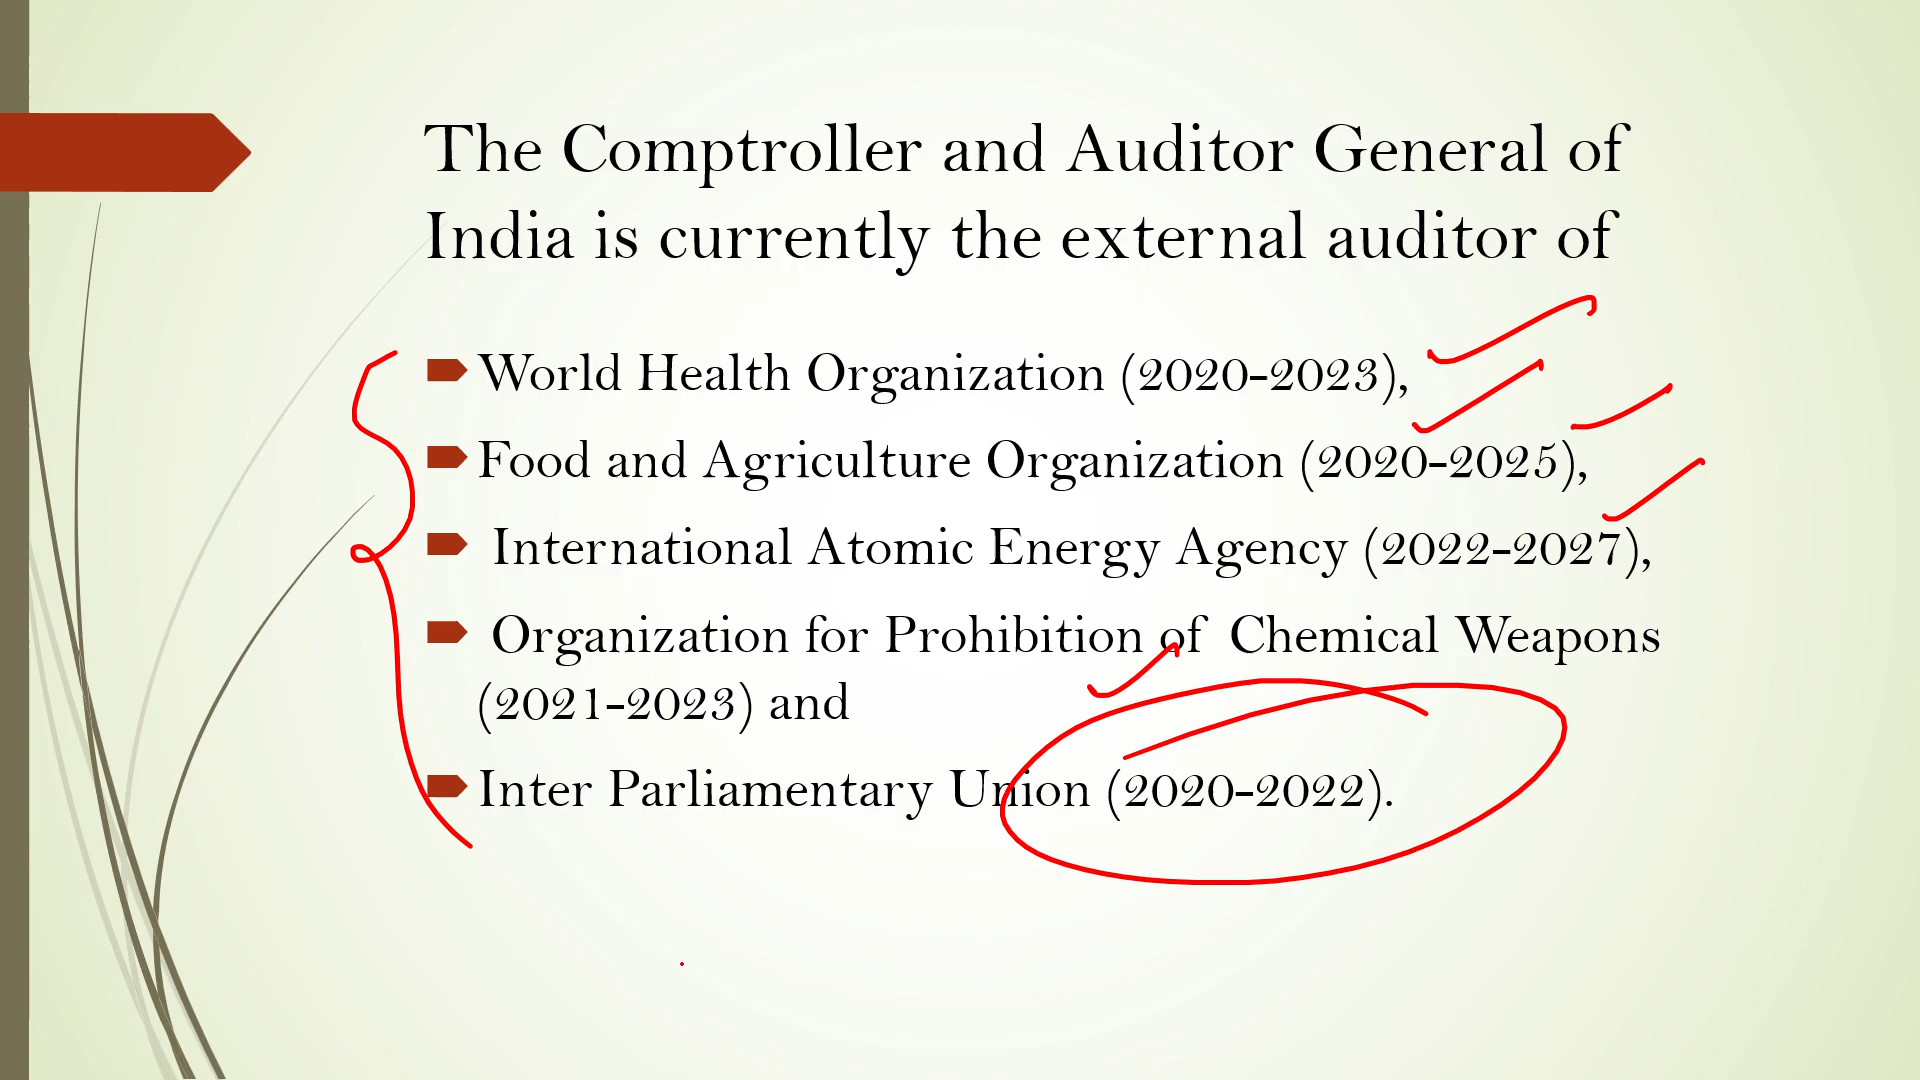 The Comptroller and Auditor General of
India is currently the external auditor of
World Health Organization (2020-2023),
Food and Agriculture Organization (2020-2025),
International Atomic Energy Agency (2022-2027),
Organization for Prohibition of Chemical Weapons
(2021-2023) and
Inter Parliamentary Union (2020-2022).